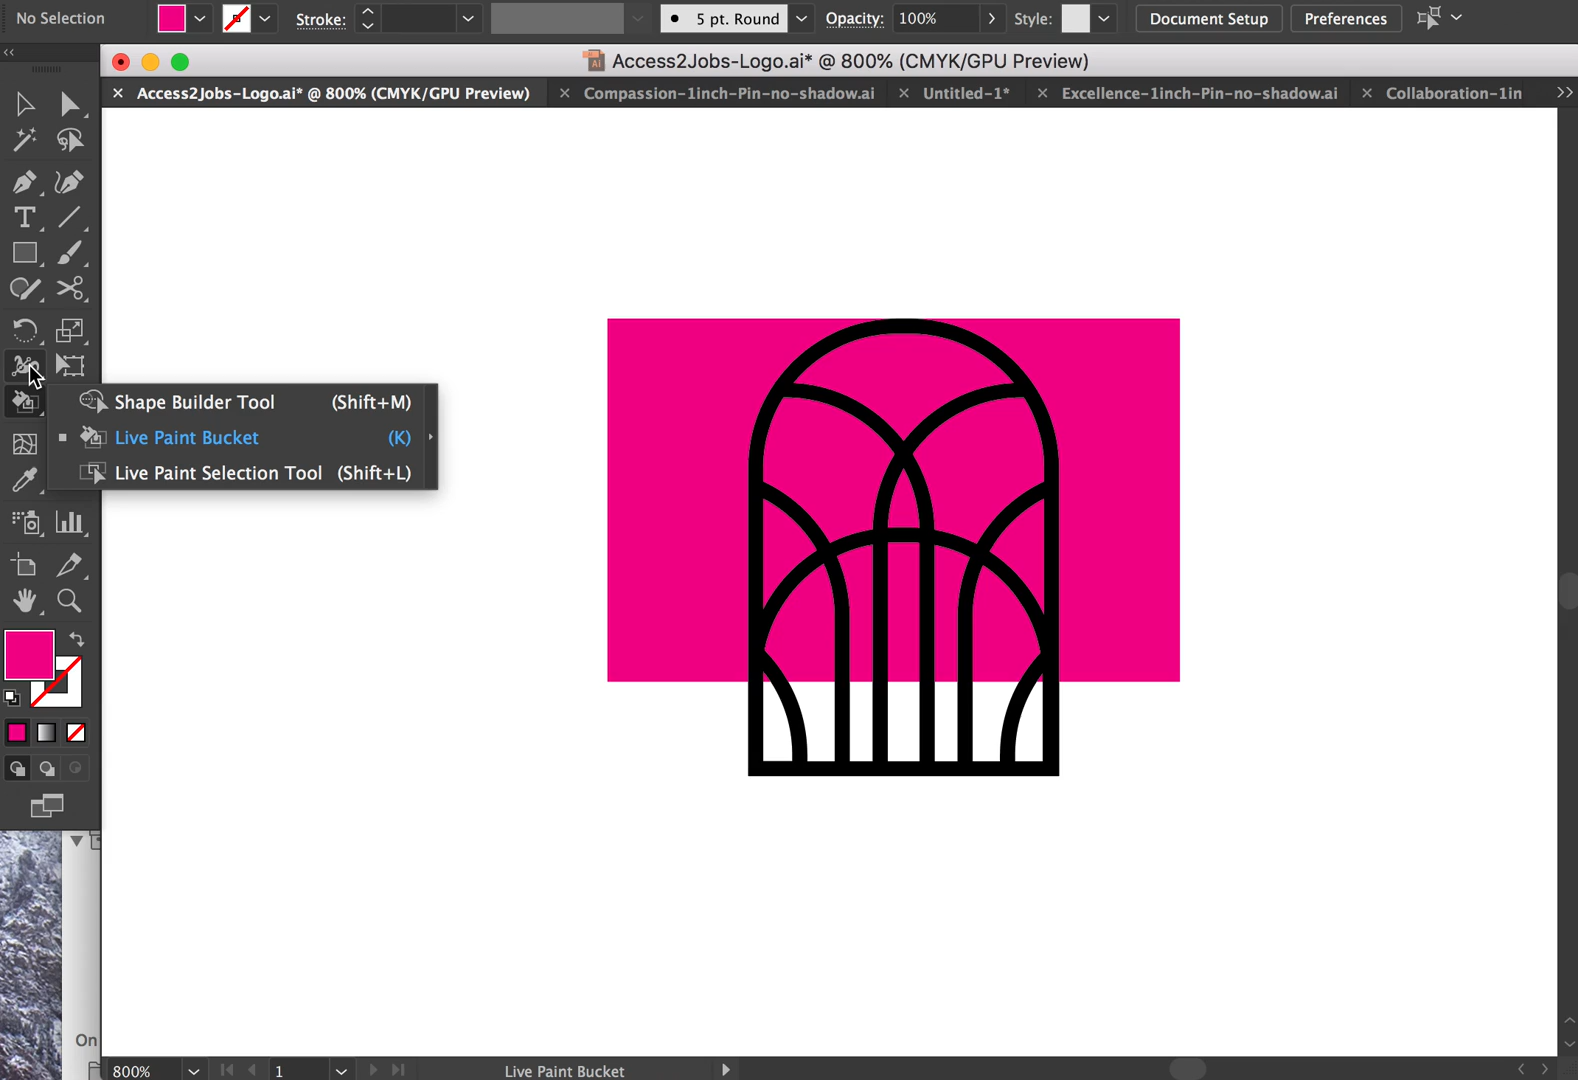 No Selection Stroke: 5 pt. Round Opacity: 100% Style: Document Setup Preferences
Access2Jobs-Logo.ai* @ 800% (CMYK/GPU Preview)
Access2Jobs-Logo.ai* @ 800% (CMYK/GPU Preview) Compassion-1inch-Pin-no-shadow.ai Untitled-1* Excellence-1inch-Pin-no-shadow.ai Collaboration-1in
Shape Builder Tool (Shift+M)
Live Paint Bucket (K)
Live Paint Selection Tool (Shift+L)
On
800% 1 Live Paint Bucket